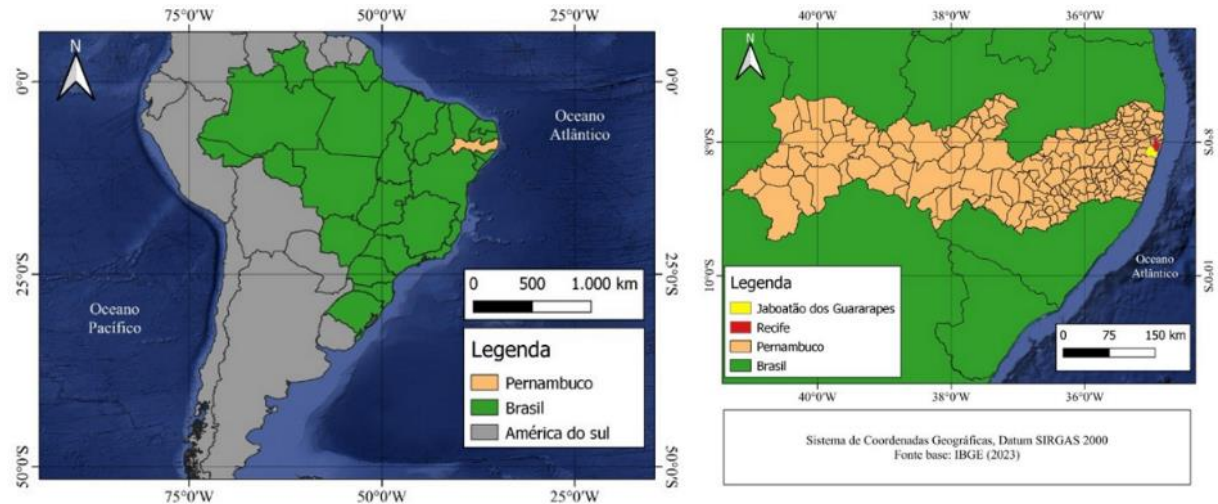 75°0'W 50°0'W 25°0'W
N
0°0' 0°0'
Oceano
Atlântico
25°0'S 25°0'S
Oceano
Pacífico
0 500 1.000 km
Legenda
Pernambuco
Brasil
América do sul
50°0'S 50°0'S
75°0'W 50°0'W 25°0'W
40°0'W 38°0'W 36°0'W
N
8°0'S 8°0'S
Oceano
Atlântico
10°0'S 10°0'S
Legenda
Jaboatão dos Guararapes
Recife
Pernambuco
Brasil
0 75 150 km
40°0'W 38°0'W 36°0'W
Sistema de Coordenadas Geográficas, Datum SIRGAS 2000
Fonte base: IBGE (2023)